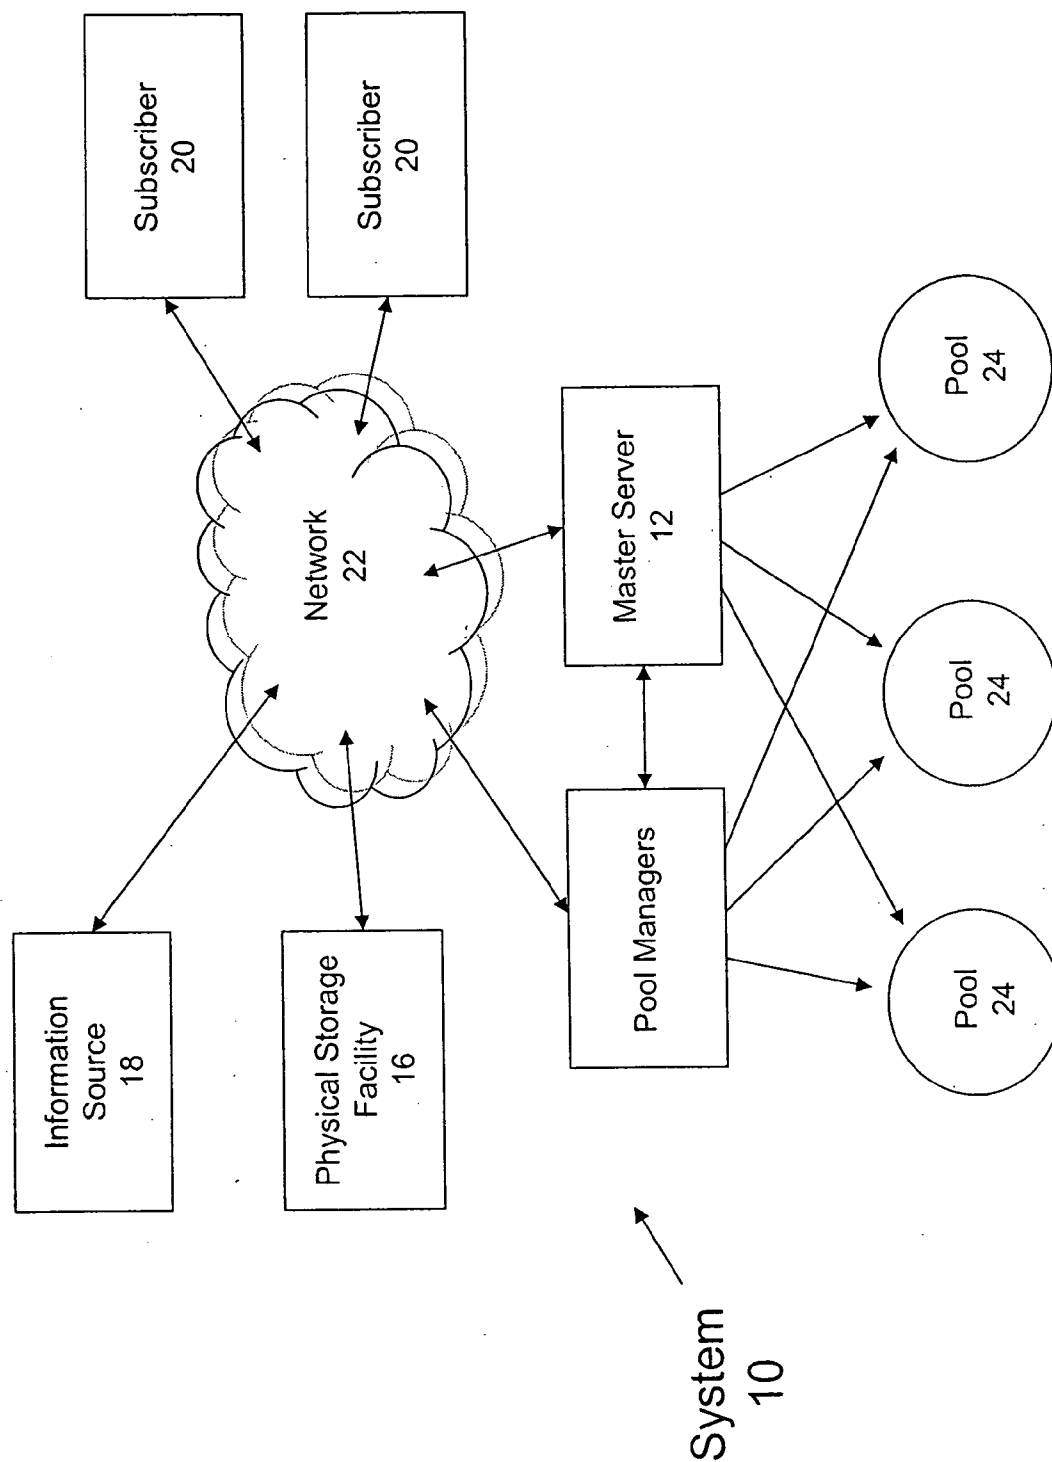 Information
Source
18
Physical Storage
Facility
16
Network
22
Subscriber
20
Subscriber
20
Pool Managers
Master Server
12
Pool
24
Pool
24
Pool
24
System
10